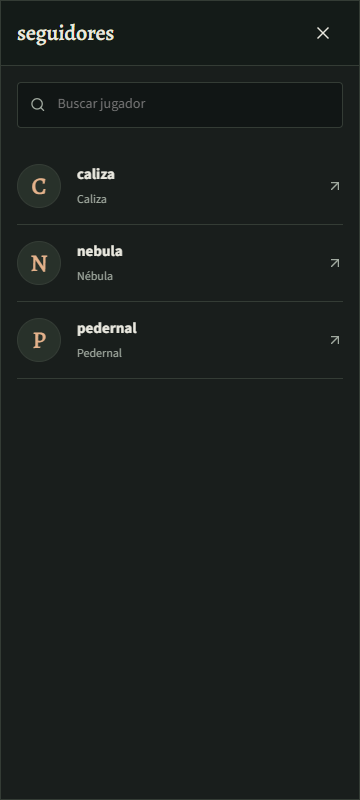 seguidores
Buscar jugador
C
caliza
Caliza
N
nebula
Nébula
P
pedernal
Pedernal